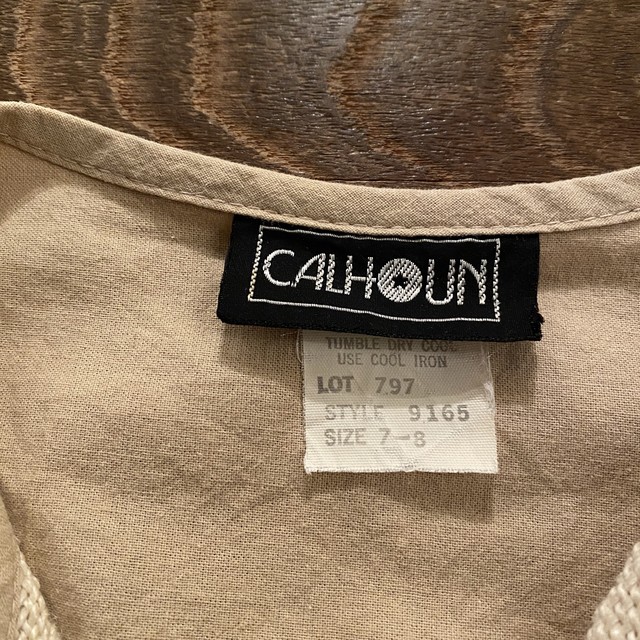 CALHOUN
TUMBLE DRY COOL
USE COOL IRON
LOT 797
STYLE 9165
SIZE 7-8